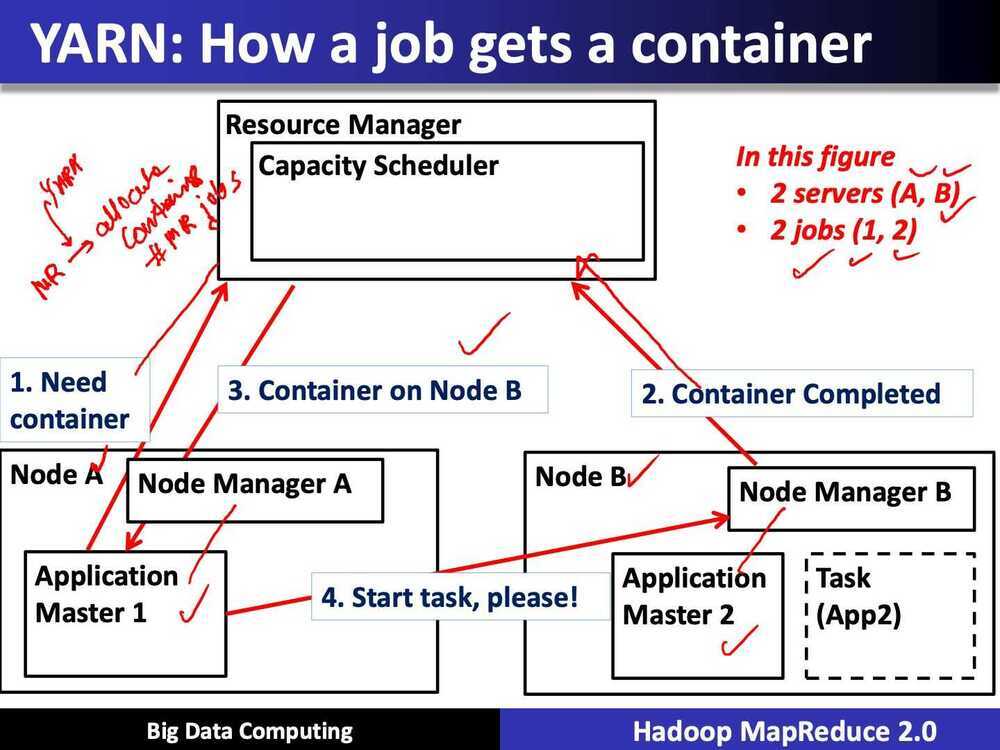 YARN: How a job gets a container
Resource Manager
Capacity Scheduler
In this figure
• 2 servers (A, B)
• 2 jobs (1, 2)
YARN
MR → allocate
containers
# MR jobs
1. Need
container
3. Container on Node B
2. Container Completed
Node A
Node Manager A
Node B
Node Manager B
Application
Master 1
4. Start task, please!
Application
Master 2
Task
(App2)
Big Data Computing
Hadoop MapReduce 2.0